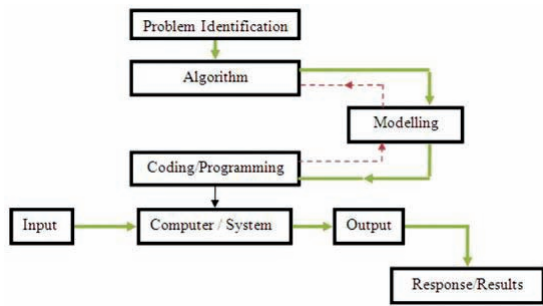 Problem Identification
Algorithm
Modelling
Coding/Programming
Input
Computer / System
Output
Response/Results